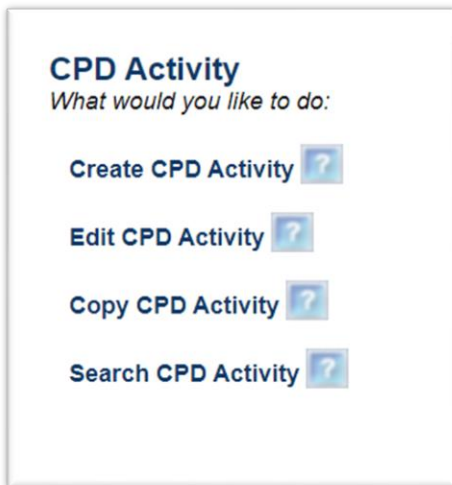 CPD Activity
What would you like to do:
Create CPD Activity ?
Edit CPD Activity ?
Copy CPD Activity ?
Search CPD Activity ?